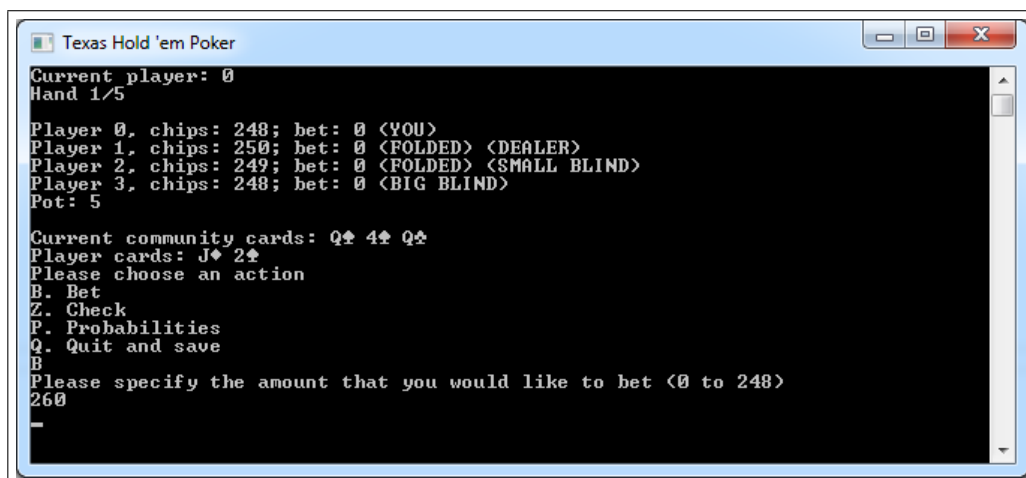 Texas Hold 'em Poker
Current player: 0
Hand 1/5
Player 0, chips: 248; bet: 0 (YOU)
Player 1, chips: 250; bet: 0 (FOLDED) (DEALER)
Player 2, chips: 249; bet: 0 (FOLDED) (SMALL BLIND)
Player 3, chips: 248; bet: 0 (BIG BLIND)
Pot: 5
Current community cards: Q♠ 4♠ Q♣
Player cards: J♦ 2♠
Please choose an action
B. Bet
Z. Check
P. Probabilities
Q. Quit and save
B
Please specify the amount that you would like to bet (0 to 248)
260